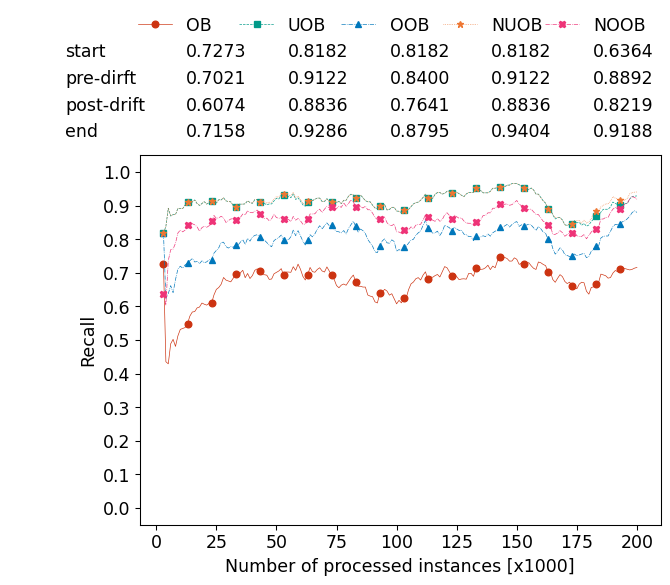 OB UOB OOB NUOB NOOB
start 0.7273 0.8182 0.8182 0.8182 0.6364
pre-dirft 0.7021 0.9122 0.8400 0.9122 0.8892
post-drift 0.6074 0.8836 0.7641 0.8836 0.8219
end 0.7158 0.9286 0.8795 0.9404 0.9188
1.0
0.9
0.8
0.7
0.6
0.5
0.4
0.3
0.2
0.1
0.0
Recall
0 25 50 75 100 125 150 175 200
Number of processed instances [x1000]